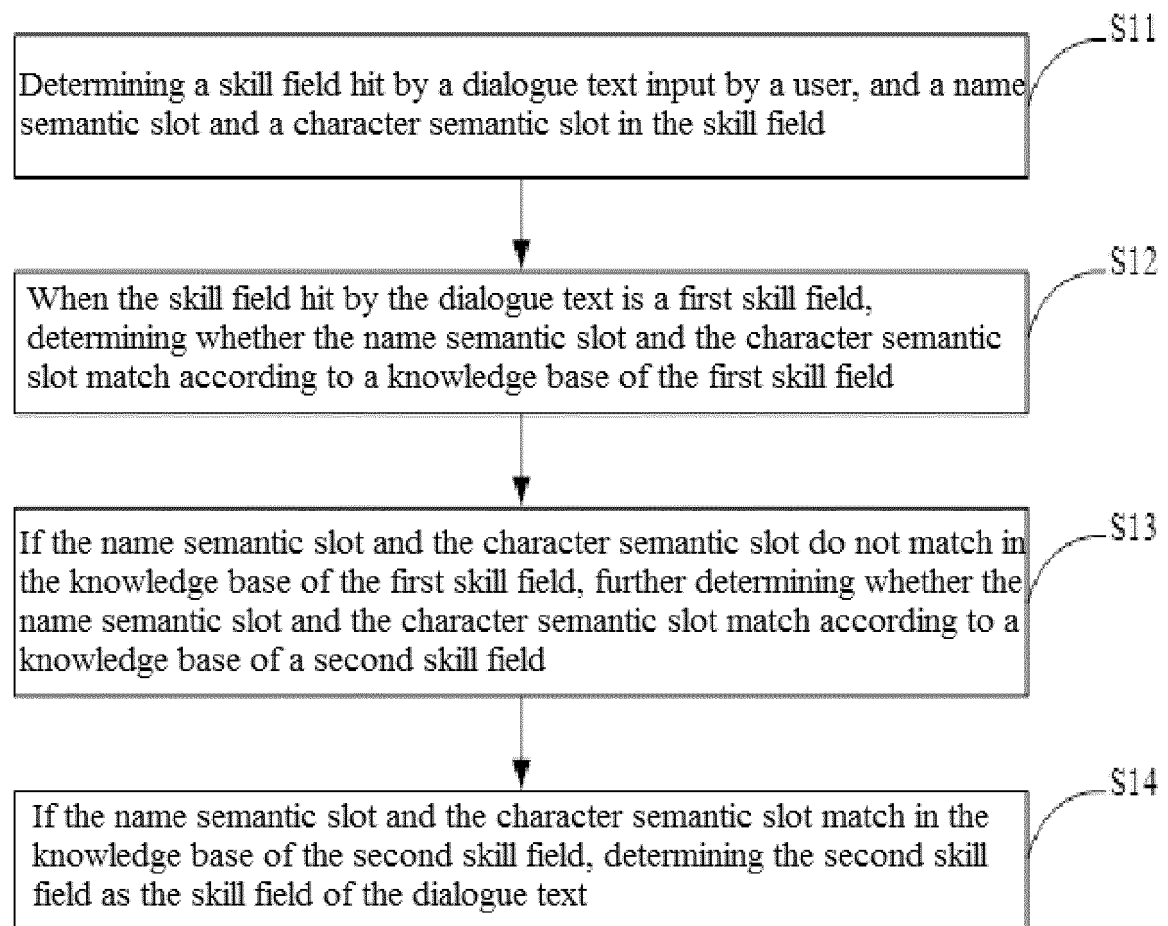 S11
Determining a skill field hit by a dialogue text input by a user, and a name
semantic slot and a character semantic slot in the skill field
S12
When the skill field hit by the dialogue text is a first skill field,
determining whether the name semantic slot and the character semantic
slot match according to a knowledge base of the first skill field
S13
If the name semantic slot and the character semantic slot do not match in
the knowledge base of the first skill field, further determining whether the
name semantic slot and the character semantic slot match according to a
knowledge base of a second skill field
S14
If the name semantic slot and the character semantic slot match in the
knowledge base of the second skill field, determining the second skill
field as the skill field of the dialogue text